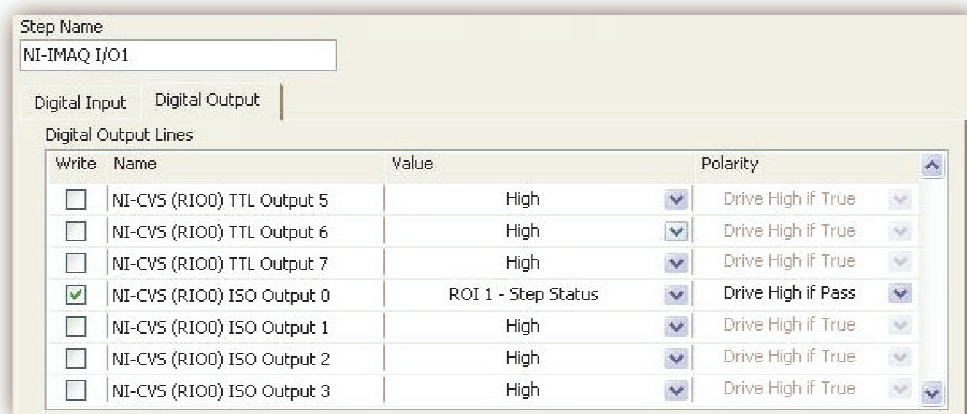 Step Name
NI-IMAQ I/O1
Digital Input Digital Output
Digital Output Lines
Write Name Value Polarity
NI-CVS (RIO0) TTL Output 5 High Drive High if True
NI-CVS (RIO0) TTL Output 6 High Drive High if True
NI-CVS (RIO0) TTL Output 7 High Drive High if True
NI-CVS (RIO0) ISO Output 0 ROI 1 - Step Status Drive High if Pass
NI-CVS (RIO0) ISO Output 1 High Drive High if True
NI-CVS (RIO0) ISO Output 2 High Drive High if True
NI-CVS (RIO0) ISO Output 3 High Drive High if True